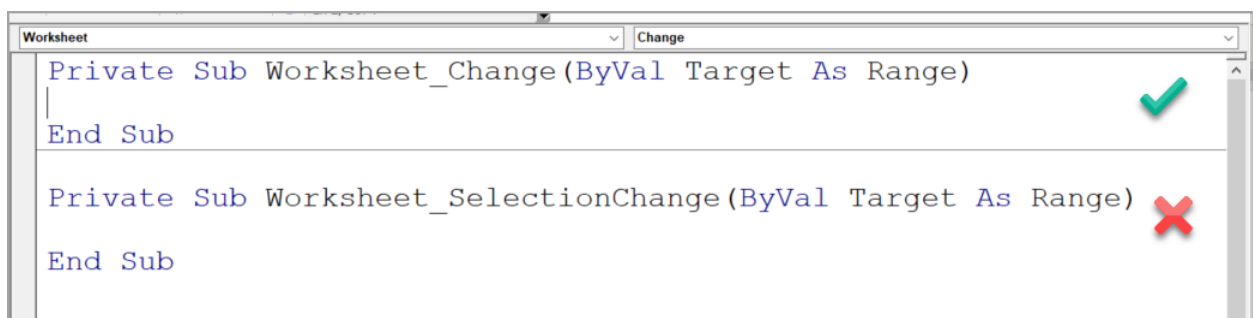 Worksheet Change
Private Sub Worksheet_Change(ByVal Target As Range)
End Sub
Private Sub Worksheet_SelectionChange(ByVal Target As Range)
End Sub